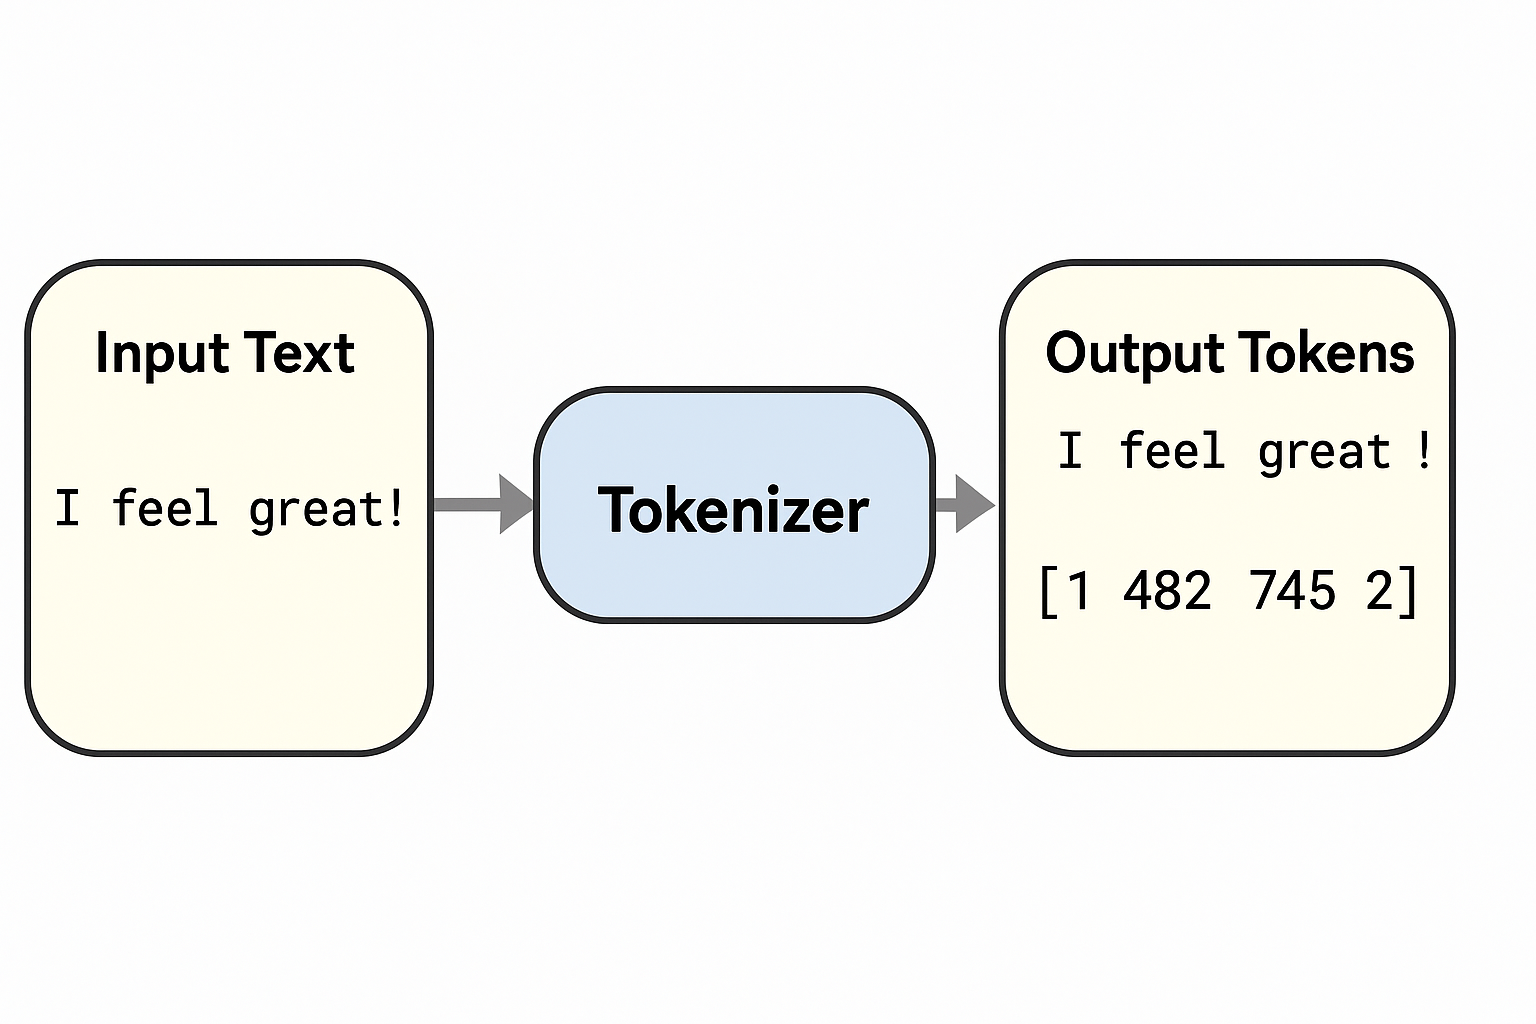 Input Text
I feel great!
Tokenizer
Output Tokens
I feel great !
[1 482 745 2]